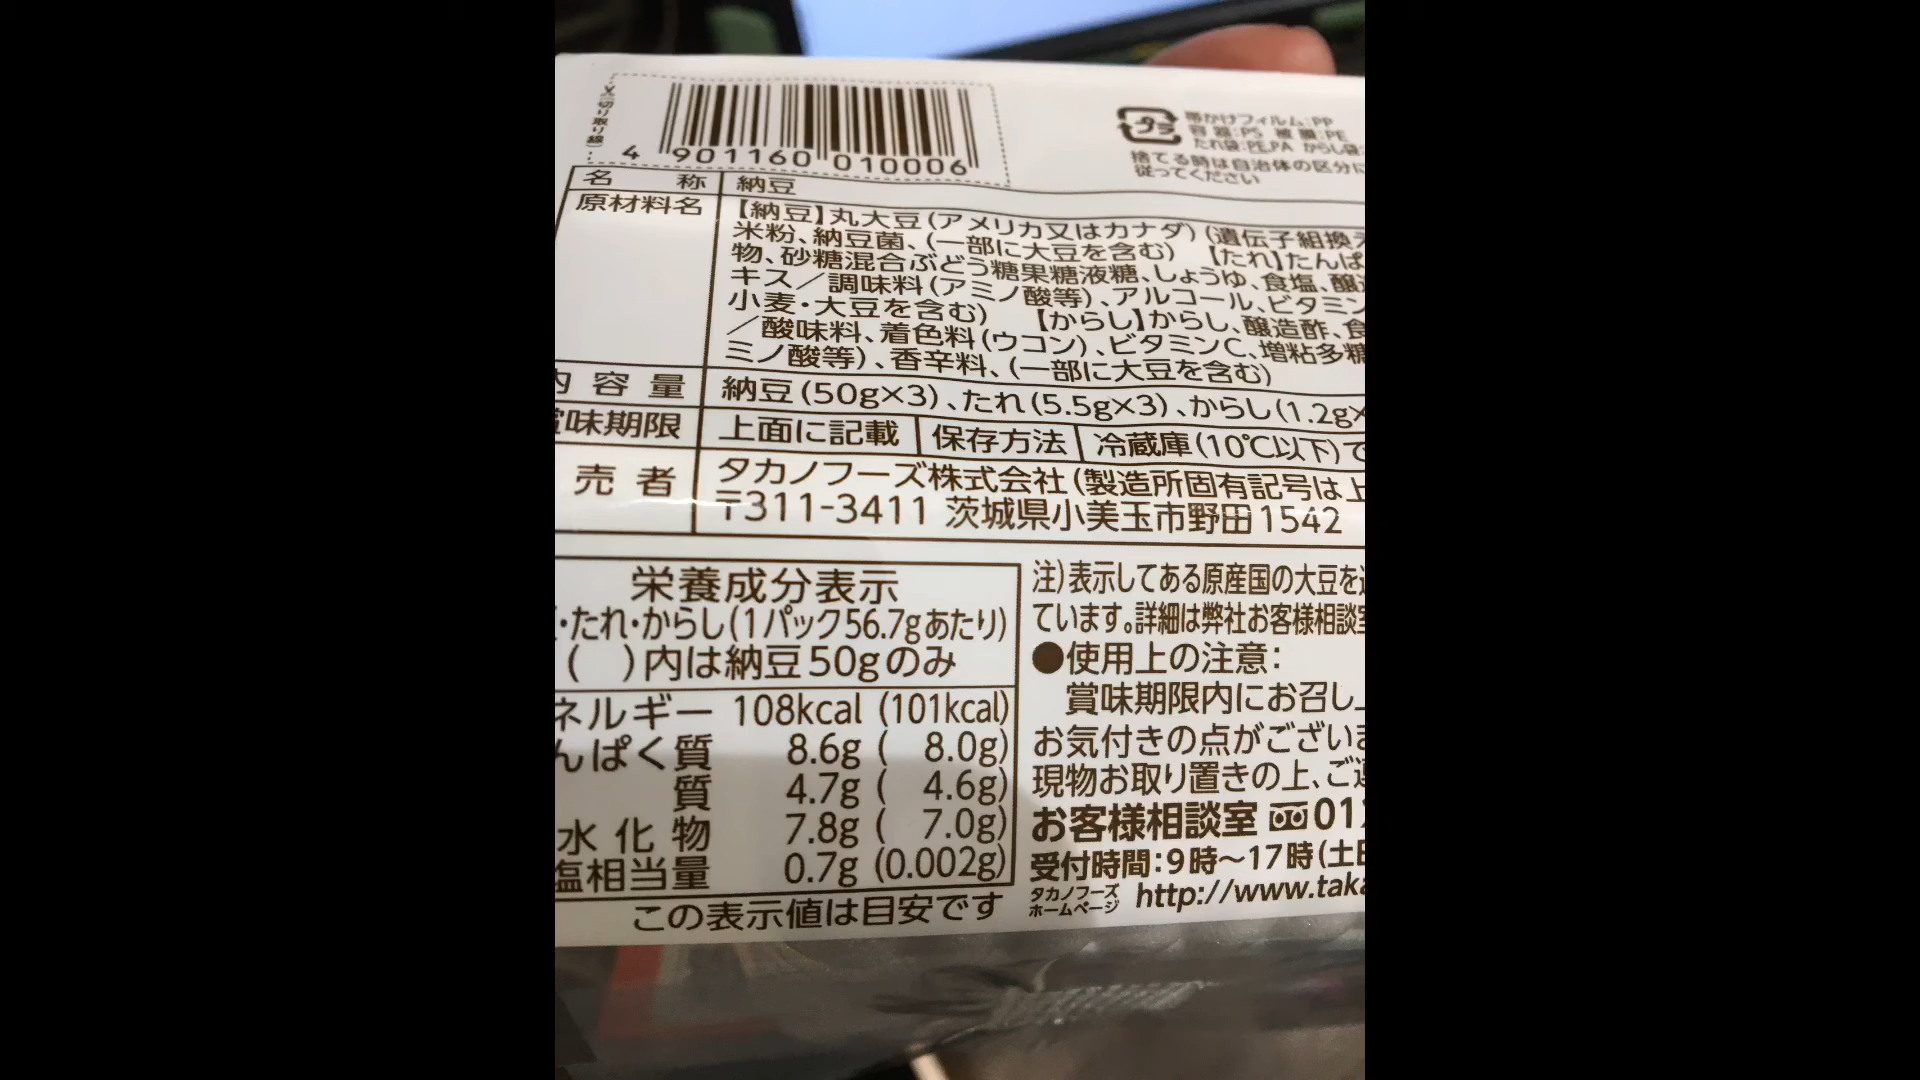 (切り取り線)
4 901160 010006
プラ
帯かけフィルム:PP
容器:PS 被膜:PE
たれ袋:PE,PA からし袋:
捨てる時は自治体の区分に
従ってください
名 称 納豆
原材料名 【納豆】丸大豆(アメリカ又はカナダ)(遺伝子組換
米粉、納豆菌、(一部に大豆を含む) 【たれ】たんぱ
物、砂糖混合ぶどう糖果糖液糖、しょうゆ、食塩、醸
キス/調味料(アミノ酸等)、アルコール、ビタミン
小麦・大豆を含む) 【からし】からし、醸造酢、食
/酸味料、着色料(ウコン)、ビタミンC、増粘多糖
ミノ酸等)、香辛料、(一部に大豆を含む)
内容量 納豆(50g×3)、たれ(5.5g×3)、からし(1.2g×
味期限 上面に記載 保存方法 冷蔵庫(10℃以下)で
売者 タカノフーズ株式会社(製造所固有記号は上
〒311-3411 茨城県小美玉市野田1542
栄養成分表示
・たれ・からし(1パック56.7gあたり)
( )内は納豆50gのみ
ネルギー 108kcal (101kcal)
んぱく質 8.6g ( 8.0g)
質 4.7g ( 4.6g)
水化物 7.8g ( 7.0g)
塩相当量 0.7g (0.002g)
この表示値は目安です
注)表示してある原産国の大豆を
ています。詳細は弊社お客様相談室
●使用上の注意:
賞味期限内にお召し上
お気付きの点がござい
現物お取り置きの上、ご
お客様相談室 01
受付時間:9時~17時(土日
タカノフーズ
ホームページ http://www.taka